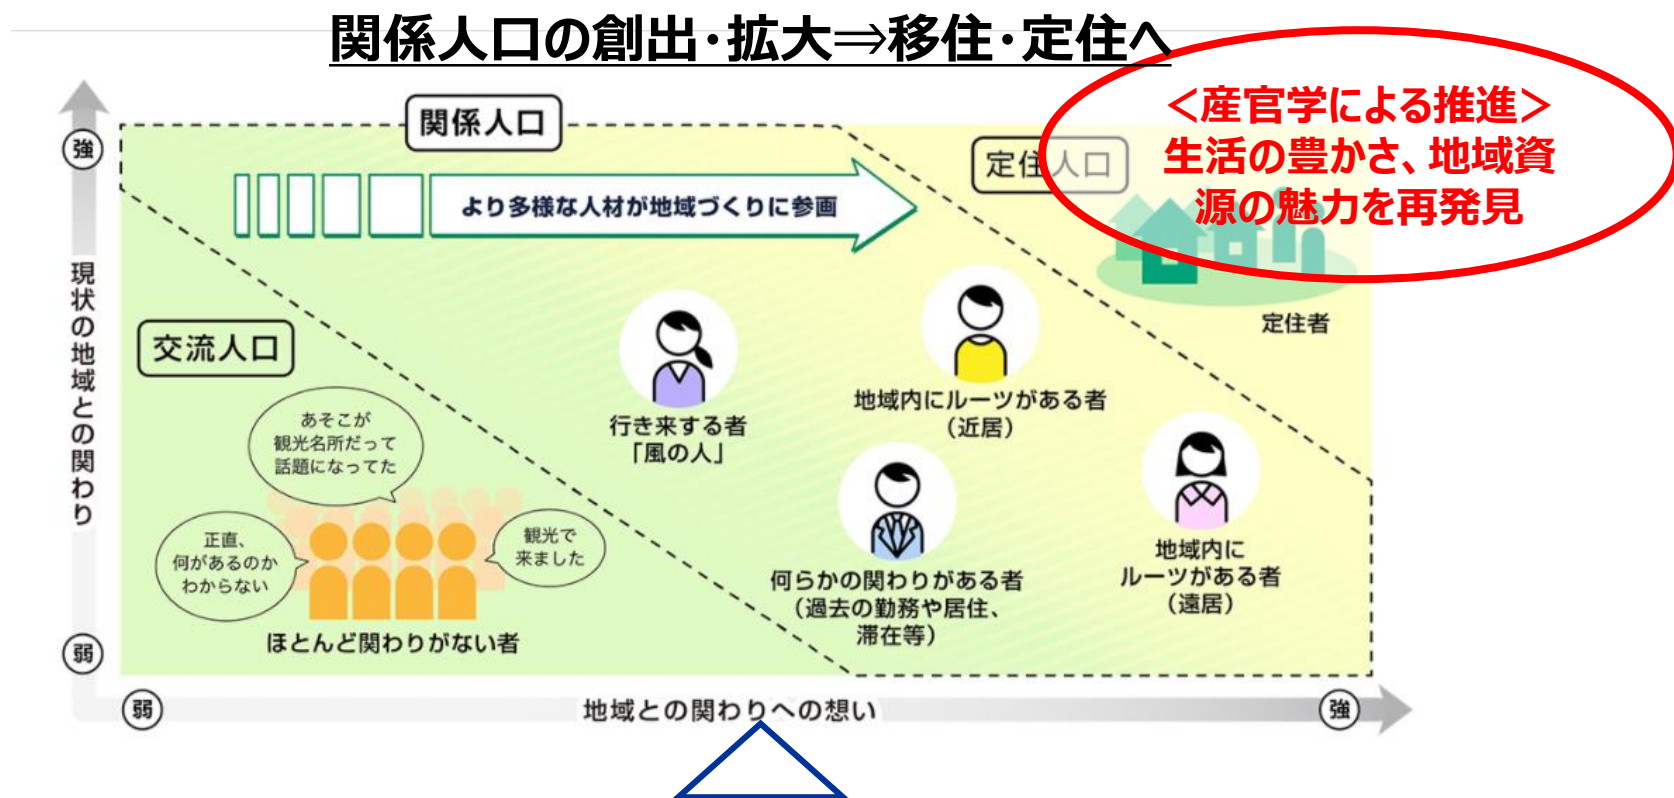 関係人口の創出・拡大⇒移住・定住へ
<産官学による推進>
生活の豊かさ、地域資
源の魅力を再発見
関係人口
定住人口
強
より多様な人材が地域づくりに参画
現状の地域との関わり
定住者
交流人口
あそこが
観光名所だって
話題になってた
行き来する者
「風の人」
地域内にルーツがある者
（近居）
正直、
何があるのか
わからない
観光で
来ました
ほとんど関わりがない者
何らかの関わりがある者
（過去の勤務や居住、
滞在等）
地域内に
ルーツがある者
（遠居）
弱
弱
地域との関わりへの想い
強